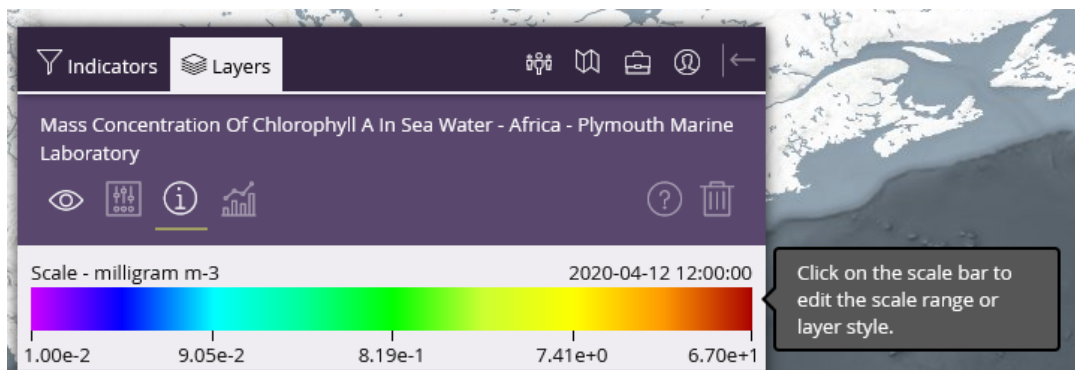 Indicators Layers
Mass Concentration Of Chlorophyll A In Sea Water - Africa - Plymouth Marine
Laboratory
Scale - milligram m-3 2020-04-12 12:00:00
1.00e-2 9.05e-2 8.19e-1 7.41e+0 6.70e+1
Click on the scale bar to
edit the scale range or
layer style.